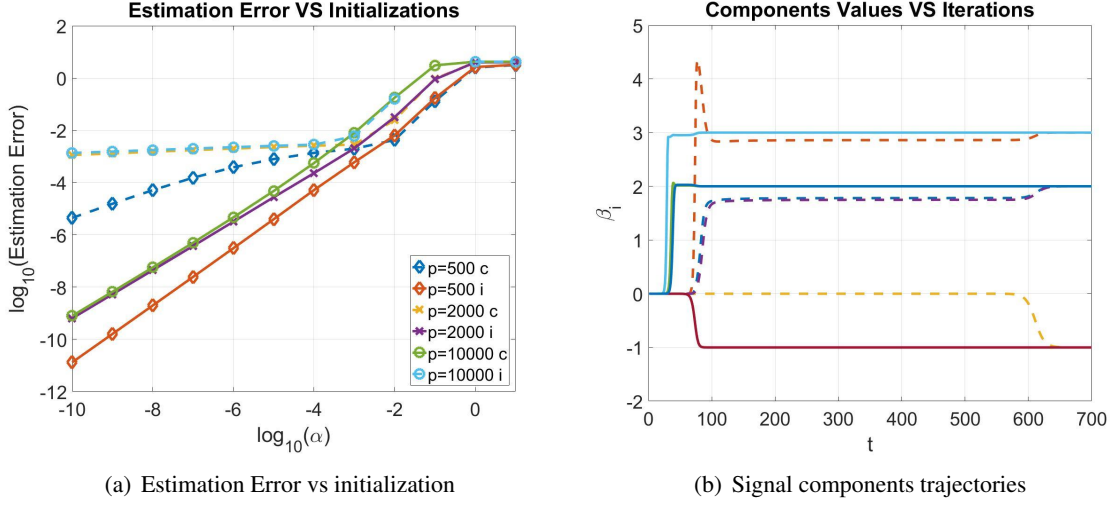 Estimation Error VS Initializations
2
0
-2
-4
-6
-8
-10
-12
log10(Estimation Error)
p=500 c
p=500 i
p=2000 c
p=2000 i
p=10000 c
p=10000 i
-10
-8
-6
-4
-2
0
log10(α)
(a) Estimation Error vs initialization
Components Values VS Iterations
5
4
3
2
1
0
-1
-2
βi
0
100
200
300
400
500
600
700
t
(b) Signal components trajectories